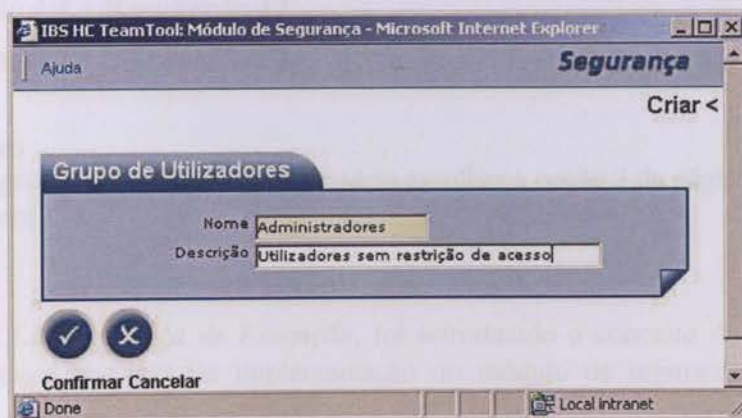 IBS HC TeamTool: Módulo de Segurança - Microsoft Internet Explorer
Ajuda
Segurança
Criar <
Grupo de Utilizadores
Nome Administradores
Descrição Utilizadores sem restrição de acesso
Confirmar Cancelar
Done
Local intranet